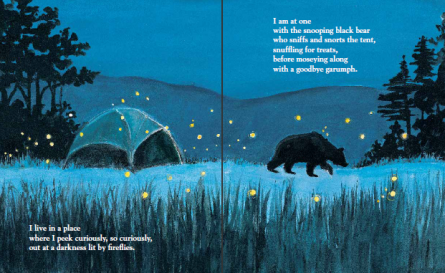 I live in a place
where I peek curiously, so curiously,
out at a darkness lit by fireflies.
I am at one
with the snooping black bear
who sniffs and snorts the tent,
snuffling for treats,
before moseying along
with a goodbye garumph.